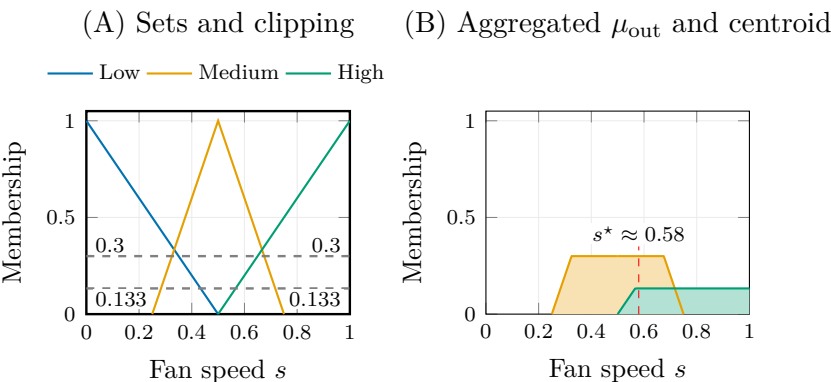 (A) Sets and clipping
Low Medium High
Membership
1
0.5
0
0.3 0.3
0.133 0.133
0 0.2 0.4 0.6 0.8 1
Fan speed s
(B) Aggregated μout and centroid
Membership
1
0.5
0
s⋆ ≈ 0.58
0 0.2 0.4 0.6 0.8 1
Fan speed s